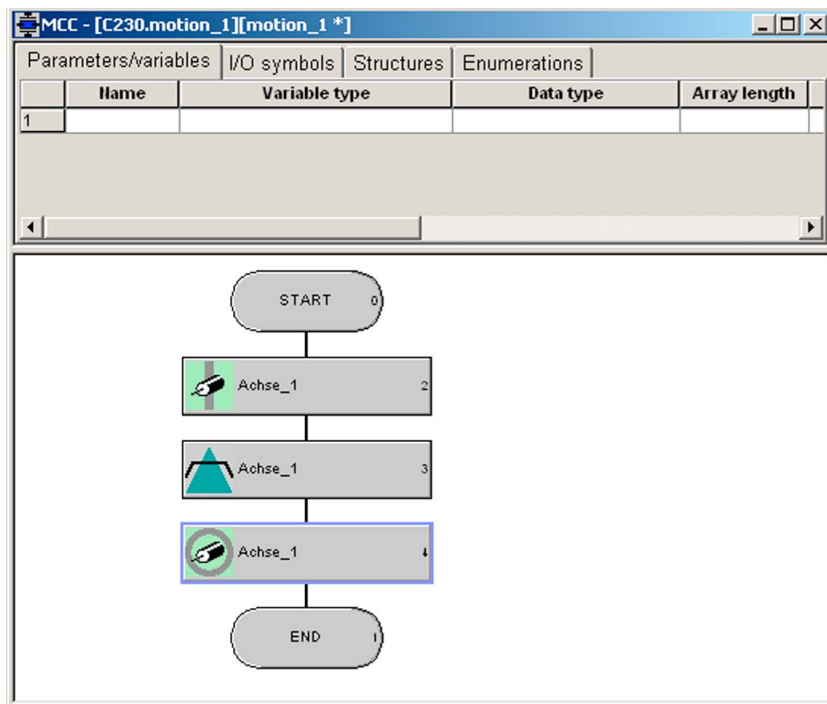 MCC - [C230.motion_1][motion_1 *]
Parameters/variables I/O symbols Structures Enumerations
Name Variable type Data type Array length
1
START 0
Achse_1 2
Achse_1 3
Achse_1 4
END 1